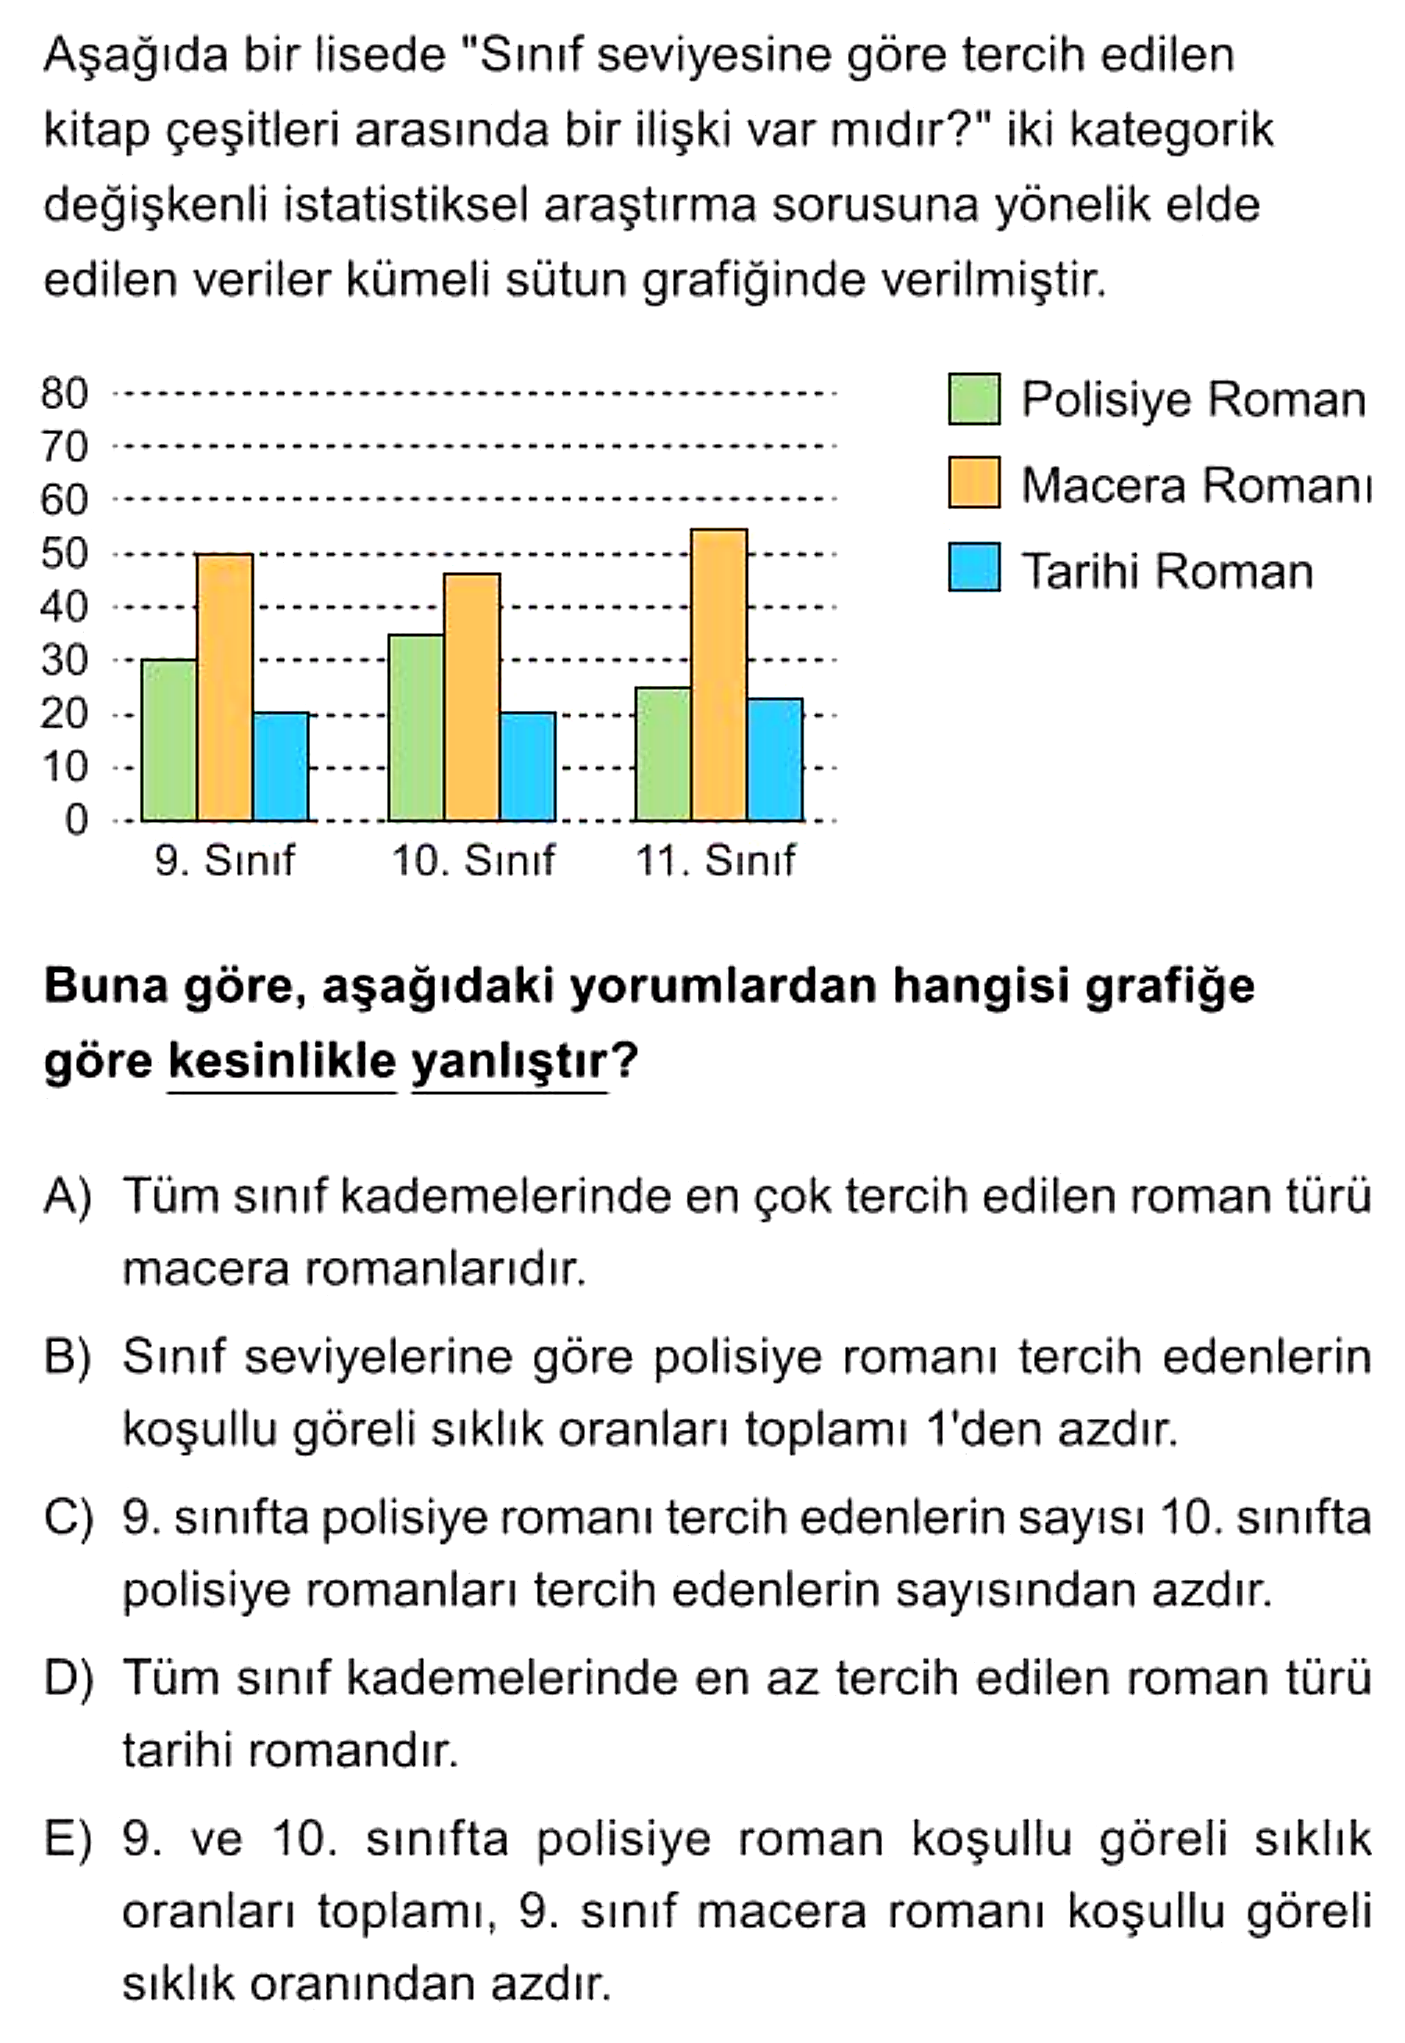 Aşağıda bir lisede "Sınıf seviyesine göre tercih edilen
kitap çeşitleri arasında bir ilişki var mıdır?" iki kategorik
değişkenli istatistiksel araştırma sorusuna yönelik elde
edilen veriler kümeli sütun grafiğinde verilmiştir.
80
70
60
50
40
30
20
10
0
9. Sınıf
10. Sınıf
11. Sınıf
Polisiye Roman
Macera Romanı
Tarihi Roman
Buna göre, aşağıdaki yorumlardan hangisi grafiğe
göre kesinlikle yanlıştır?
A) Tüm sınıf kademelerinde en çok tercih edilen roman türü
macera romanlarıdır.
B) Sınıf seviyelerine göre polisiye romanı tercih edenlerin
koşullu göreli sıklık oranları toplamı 1'den azdır.
C) 9. sınıfta polisiye romanı tercih edenlerin sayısı 10. sınıfta
polisiye romanları tercih edenlerin sayısından azdır.
D) Tüm sınıf kademelerinde en az tercih edilen roman türü
tarihi romandır.
E) 9. ve 10. sınıfta polisiye roman koşullu göreli sıklık
oranları toplamı, 9. sınıf macera romanı koşullu göreli
sıklık oranından azdır.